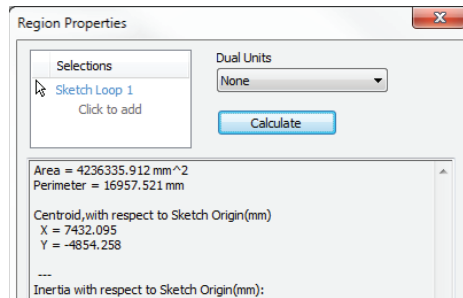 Region Properties
Selections
Sketch Loop 1
Click to add
Dual Units
None
Calculate
Area = 4236335.912 mm^2
Perimeter = 16957.521 mm
Centroid,with respect to Sketch Origin(mm)
X = 7432.095
Y = -4854.258
---
Inertia with respect to Sketch Origin(mm):